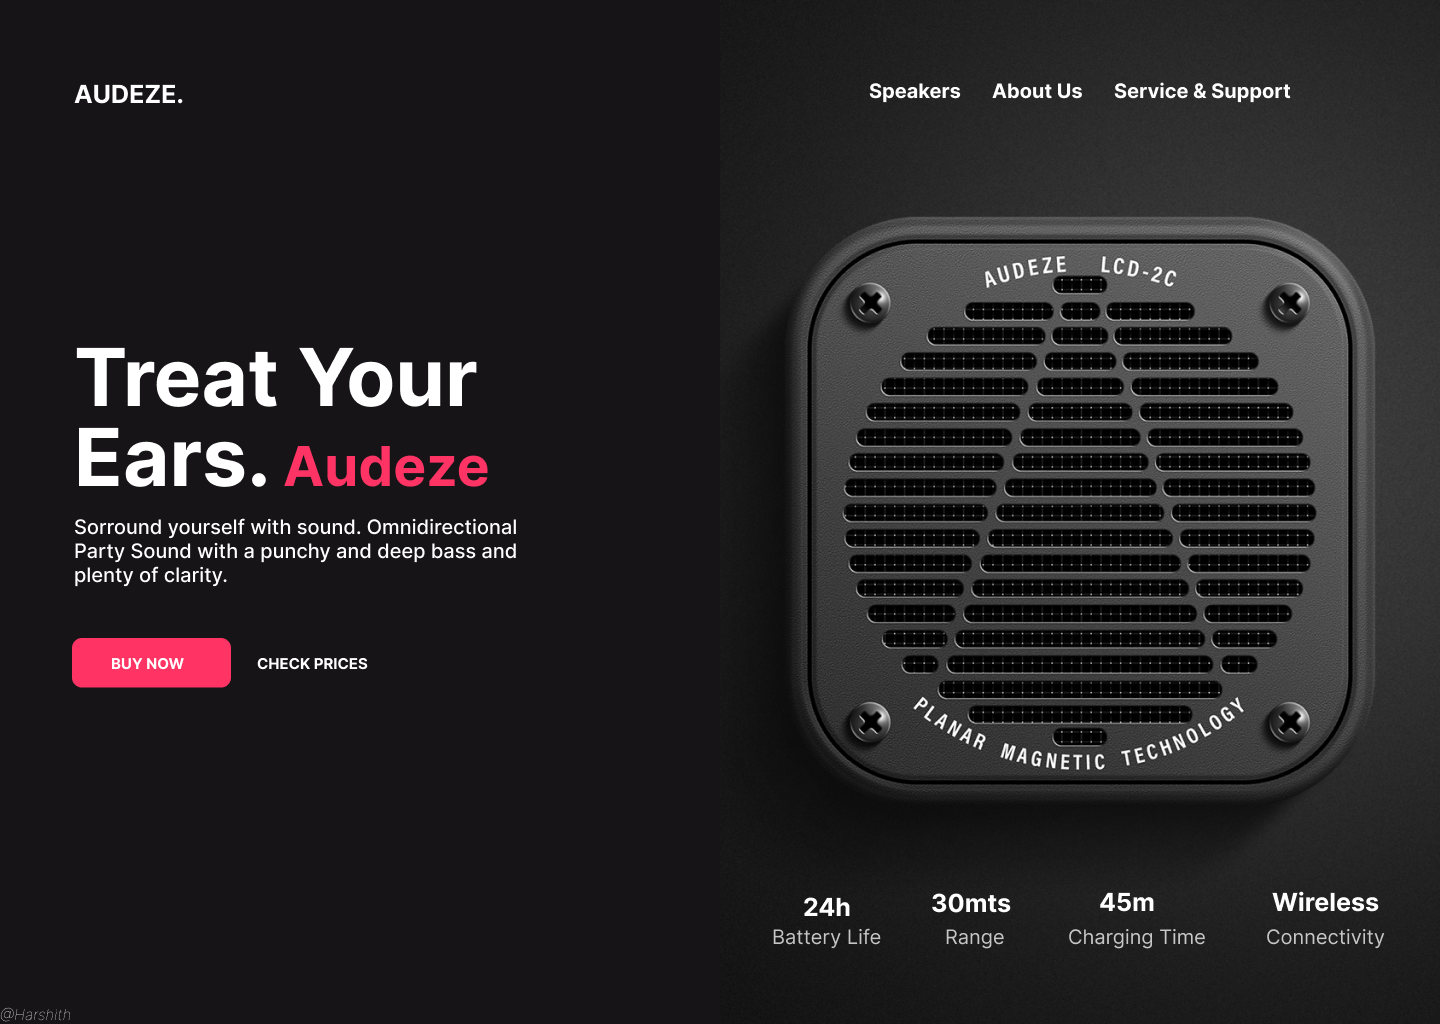 AUDEZE.
Speakers About Us Service & Support
AUDEZE LCD-2C
Treat Your
Ears. Audeze
Sorround yourself with sound. Omnidirectional
Party Sound with a punchy and deep bass and
plenty of clarity.
BUY NOW CHECK PRICES
PLANAR MAGNETIC TECHNOLOGY
24h 30mts 45m Wireless
Battery Life Range Charging Time Connectivity
@Harshith